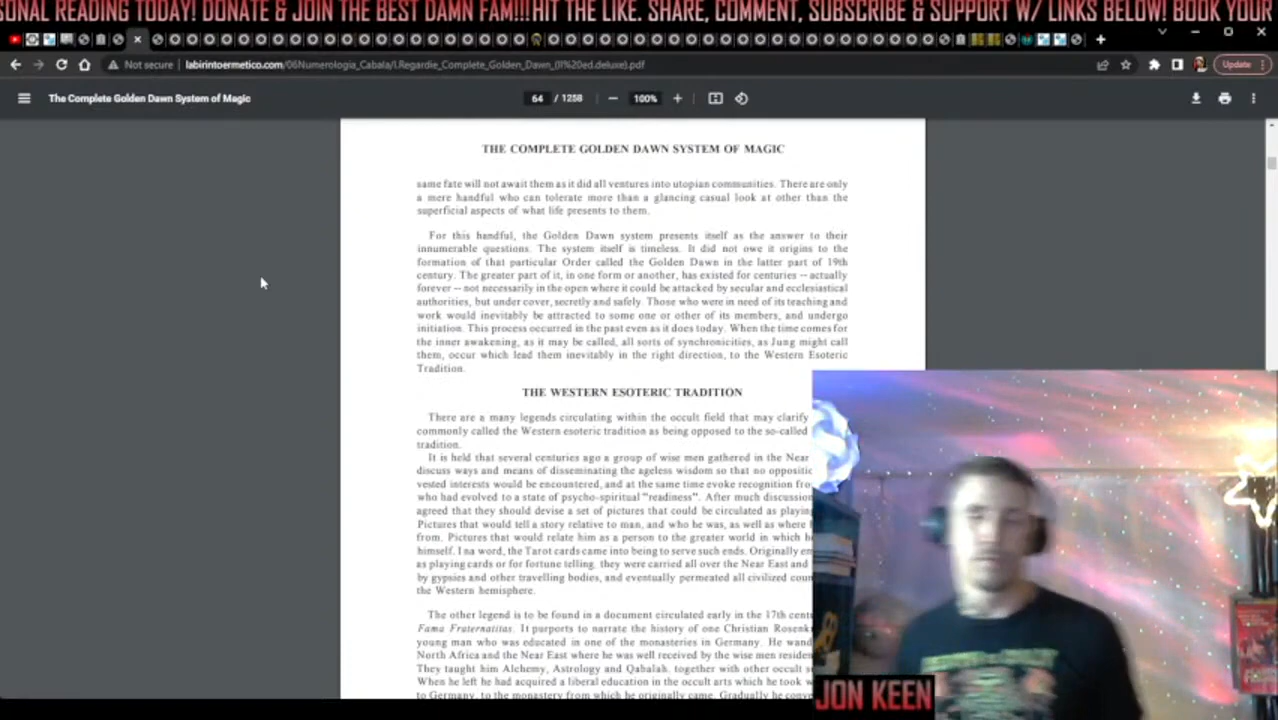 SONAL READING TODAY! DONATE & JOIN THE BEST DAMN FAM!!! HIT THE LIKE. SHARE, COMMENT, SUBSCRIBE & SUPPORT W/ LINKS BELOW! BOOK YOUR
Not secure | labirintoermetico.com/06Numerologia_Cabala/I.Regardie_Complete_Golden_Dawn_(II%20ed.deluxe).pdf Update
The Complete Golden Dawn System of Magic 64 / 1258 100%
THE COMPLETE GOLDEN DAWN SYSTEM OF MAGIC
same fate will not await them as it did all ventures into utopian communities. There are only
a mere handful who can tolerate more than a glancing casual look at other than the
superficial aspects of what life presents to them.
For this handful, the Golden Dawn system presents itself as the answer to their
innumerable questions. The system itself is timeless. It did not owe it origins to the
formation of that particular Order called the Golden Dawn in the latter part of 19th
century. The greater part of it, in one form or another, has existed for centuries -- actually
forever -- not necessarily in the open where it could be attacked by secular and ecclesiastical
authorities, but under cover, secretly and safely. Those who were in need of its teaching and
work would inevitably be attracted to some one or other of its members, and undergo
initiation. This process occurred in the past even as it does today. When the time comes for
the inner awakening, as it may be called, all sorts of synchronicities, as Jung might call
them, occur which lead them inevitably in the right direction, to the Western Esoteric
Tradition.
THE WESTERN ESOTERIC TRADITION
There are a many legends circulating within the occult field that may clarify
commonly called the Western esoteric tradition as being opposed to the so-called
tradition.
It is held that several centuries ago a group of wise men gathered in the Near
discuss ways and means of disseminating the ageless wisdom so that no oppositio
vested interests would be encountered, and at the same time evoke recognition fro
who had evolved to a state of psycho-spiritual "readiness". After much discussion
agreed that they should devise a set of pictures that could be circulated as playing
Pictures that would tell a story relative to man, and who he was, as well as where
from. Pictures that would relate him as a person to the greater world in which h
himself. I na word, the Tarot cards came into being to serve such ends. Originally em
as playing cards or for fortune telling, they were carried all over the Near East and
by gypsies and other travelling bodies, and eventually permeated all civilized coun
the Western hemisphere.
The other legend is to be found in a document circulated early in the 17th centu
Fama Fraternatitas. It purports to narrate the history of one Christian Rosenk
young man who was educated in one of the monasteries in Germany. He wand
North Africa and the Near East where he was well received by the wise men residen
They taught him Alchemy, Astrology and Qabalah, together with other occult s
When he left he had acquired a liberal education in the occult arts which he took w
to Germany, to the monastery from which he originally came. Gradually he conve
JON KEEN